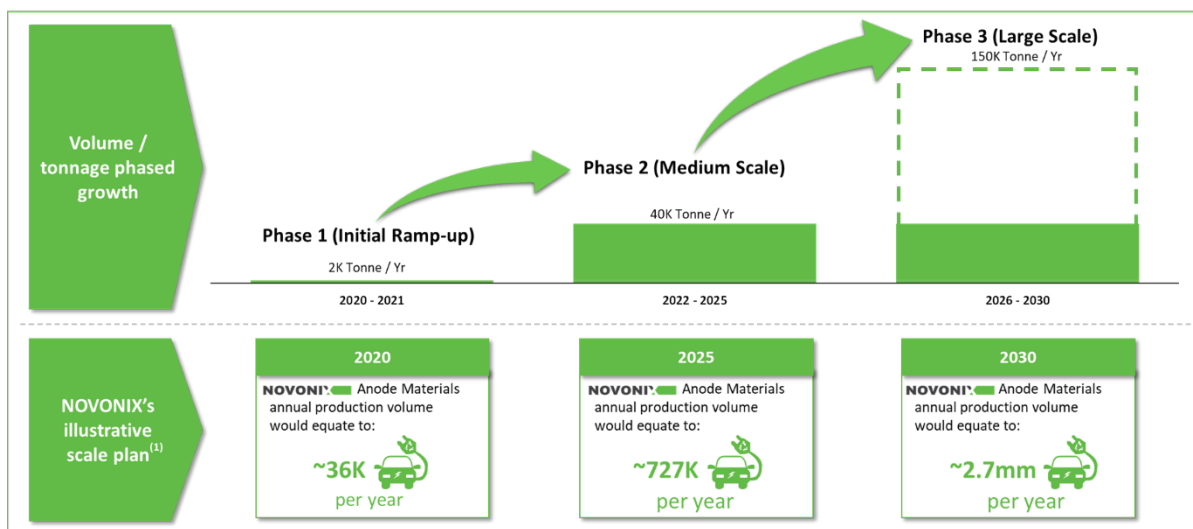 Volume /
tonnage phased
growth
Phase 1 (Initial Ramp-up)
2K Tonne / Yr
2020 - 2021
Phase 2 (Medium Scale)
40K Tonne / Yr
2022 - 2025
Phase 3 (Large Scale)
150K Tonne / Yr
2026 - 2030
NOVONIX’s
illustrative
scale plan(1)
2020
NOVONIX Anode Materials
annual production volume
would equate to:
~36K
per year
2025
NOVONIX Anode Materials
annual production volume
would equate to:
~727K
per year
2030
NOVONIX Anode Materials
annual production volume
would equate to:
~2.7mm
per year